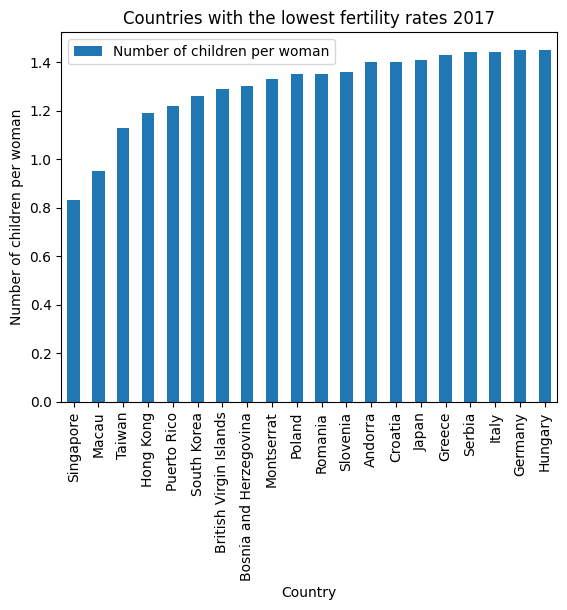 Countries with the lowest fertility rates 2017
Number of children per woman
Number of children per woman
1.4
1.2
1.0
0.8
0.6
0.4
0.2
0.0
Singapore
Macau
Taiwan
Hong Kong
Puerto Rico
South Korea
British Virgin Islands
Bosnia and Herzegovina
Montserrat
Poland
Romania
Slovenia
Andorra
Croatia
Japan
Greece
Serbia
Italy
Germany
Hungary
Country